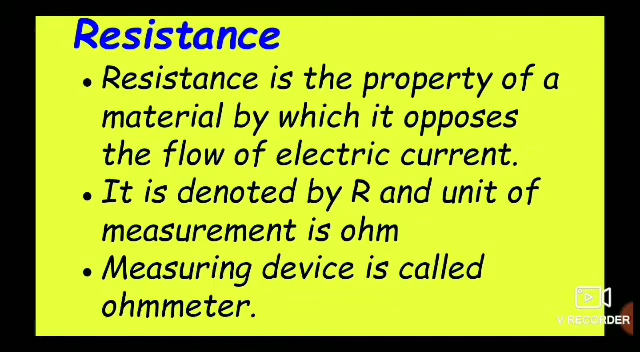 Resistance
• Resistance is the property of a
material by which it opposes
the flow of electric current.
• It is denoted by R and unit of
measurement is ohm
• Measuring device is called
ohmmeter.
V RECORDER